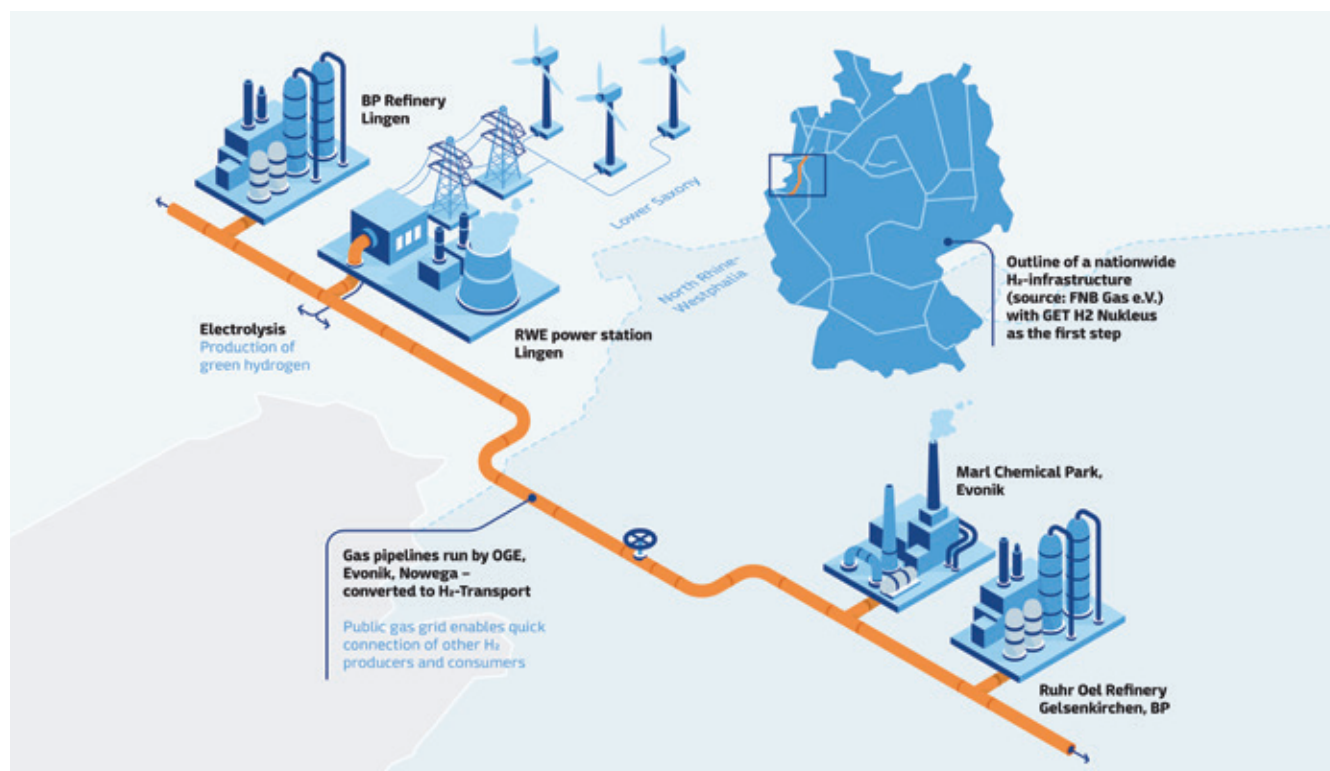 BP Refinery
Lingen
Lower Saxony
North Rhine-
Westphalia
Outline of a nationwide
H₂-infrastructure
(source: FNB Gas e.V.)
with GET H2 Nukleus
as the first step
Electrolysis
Production of
green hydrogen
RWE power station
Lingen
Marl Chemical Park,
Evonik
Gas pipelines run by OGE,
Evonik, Nowega –
converted to H₂-Transport
Public gas grid enables quick
connection of other H₂
producers and consumers
Ruhr Oel Refinery
Gelsenkirchen, BP